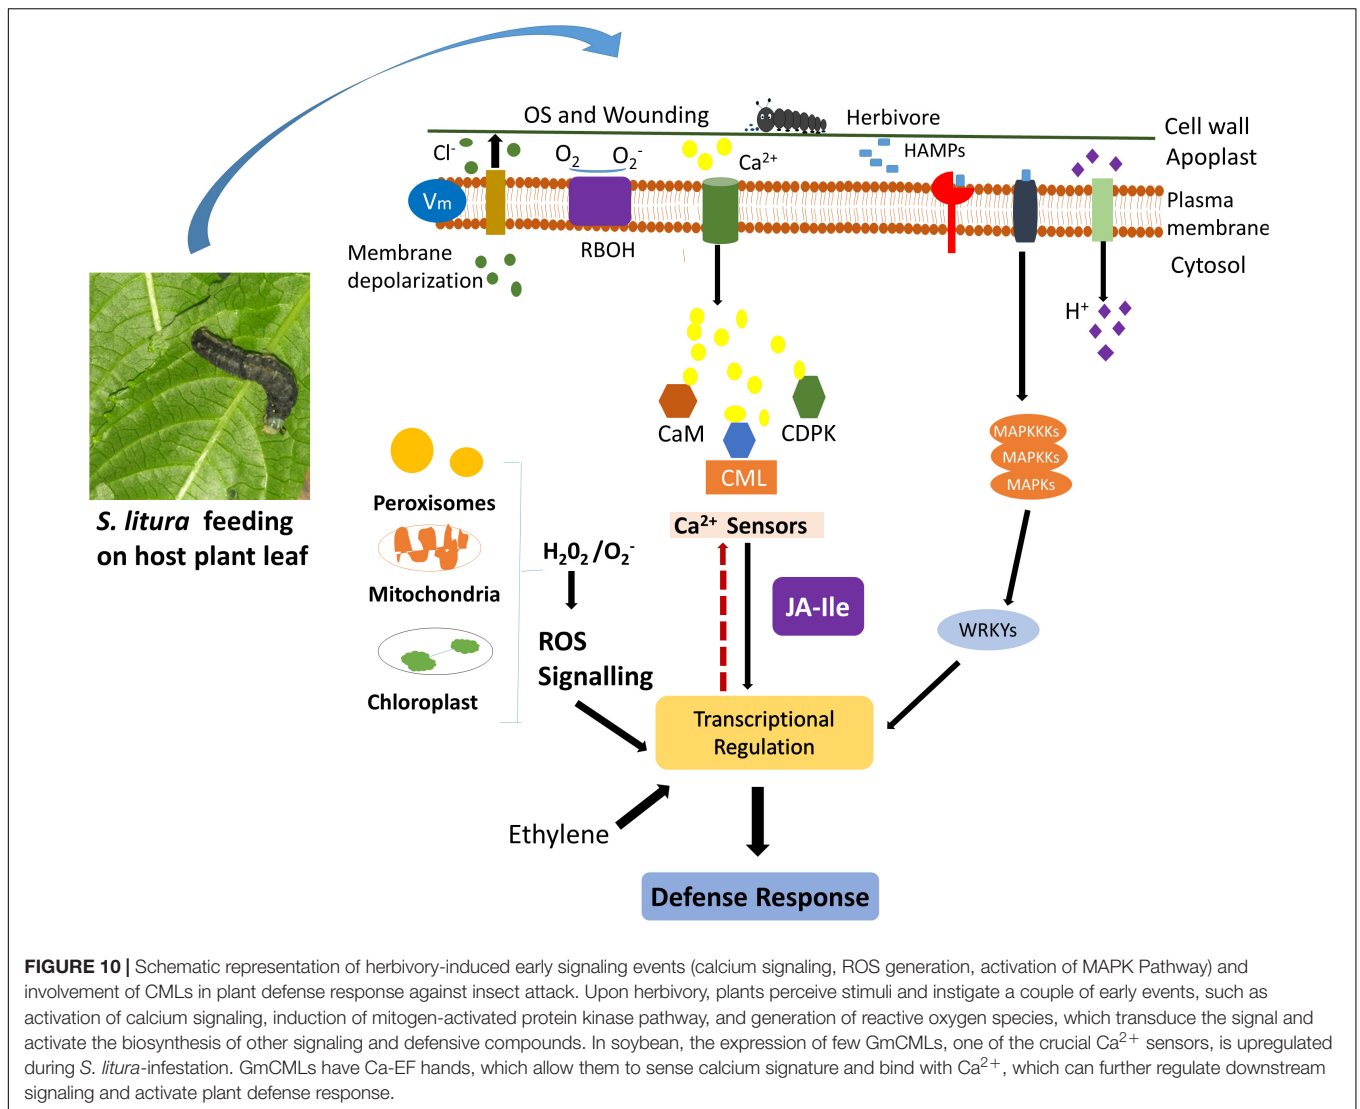 OS and Wounding
Herbivore
Cell wall
Apoplast
Cl-
O2
O2-
Ca2+
HAMPs
Vm
Plasma
membrane
RBOH
Membrane
depolarization
Cytosol
H+
CaM
CDPK
CML
MAPKKKs
MAPKKs
MAPKs
S. litura feeding
on host plant leaf
Peroxisomes
Mitochondria
Chloroplast
Ca2+ Sensors
H202 /O2-
ROS
Signalling
JA-Ile
WRKYs
Transcriptional
Regulation
Ethylene
Defense Response
FIGURE 10 | Schematic representation of herbivory-induced early signaling events (calcium signaling, ROS generation, activation of MAPK Pathway) and
involvement of CMLs in plant defense response against insect attack. Upon herbivory, plants perceive stimuli and instigate a couple of early events, such as
activation of calcium signaling, induction of mitogen-activated protein kinase pathway, and generation of reactive oxygen species, which transduce the signal and
activate the biosynthesis of other signaling and defensive compounds. In soybean, the expression of few GmCMLs, one of the crucial Ca2+ sensors, is upregulated
during S. litura-infestation. GmCMLs have Ca-EF hands, which allow them to sense calcium signature and bind with Ca2+, which can further regulate downstream
signaling and activate plant defense response.